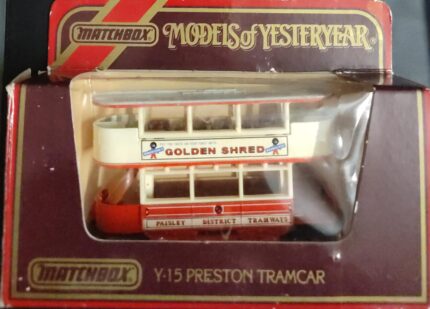 MATCHBOX
MODELS of YESTERYEAR®
GOLDEN SHRED
PAISLEY DISTRICT TRAMWAYS
MATCHBOX
Y-15 PRESTON TRAMCAR